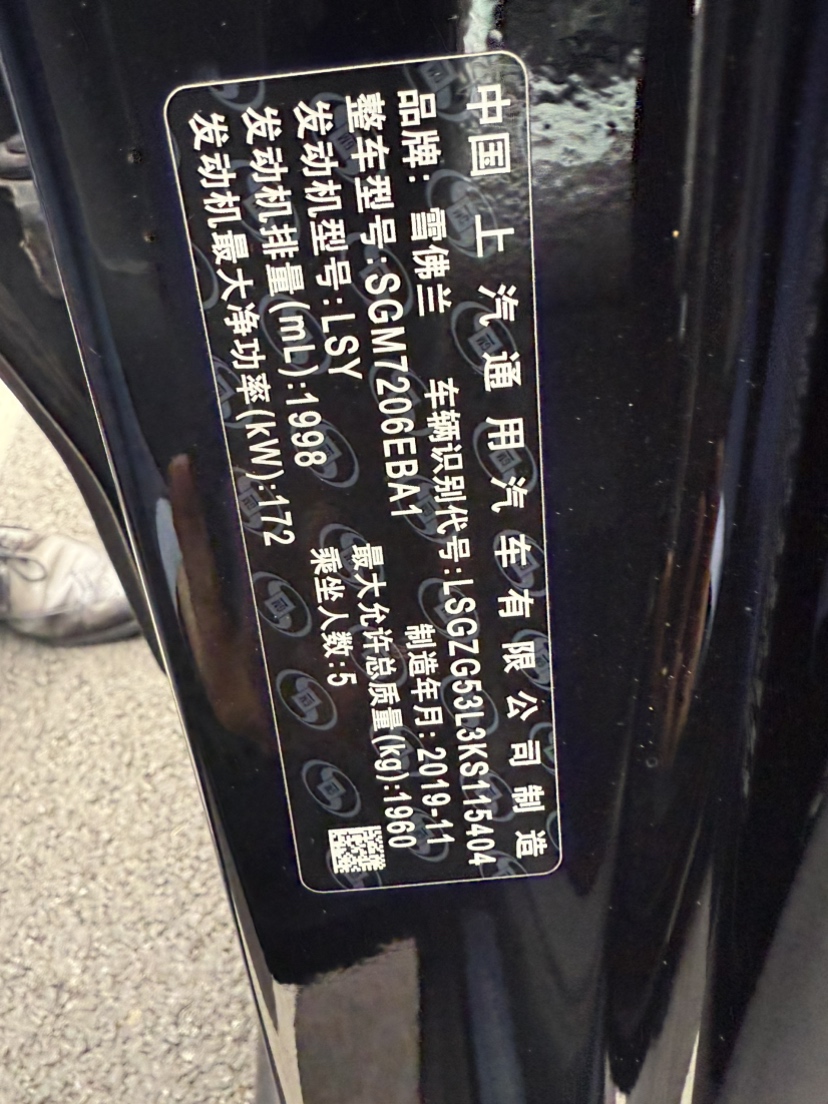 中国 上汽通用汽车有限公司制造
品牌: 雪佛兰 车辆识别代号:LSGZG53L3KS115404
整车型号:SGM7206EBA1 制造年月:2019-11
发动机型号:LSY 最大允许总质量(kg):1960
发动机排量(mL):1998 乘坐人数:5
发动机最大净功率(kW):172